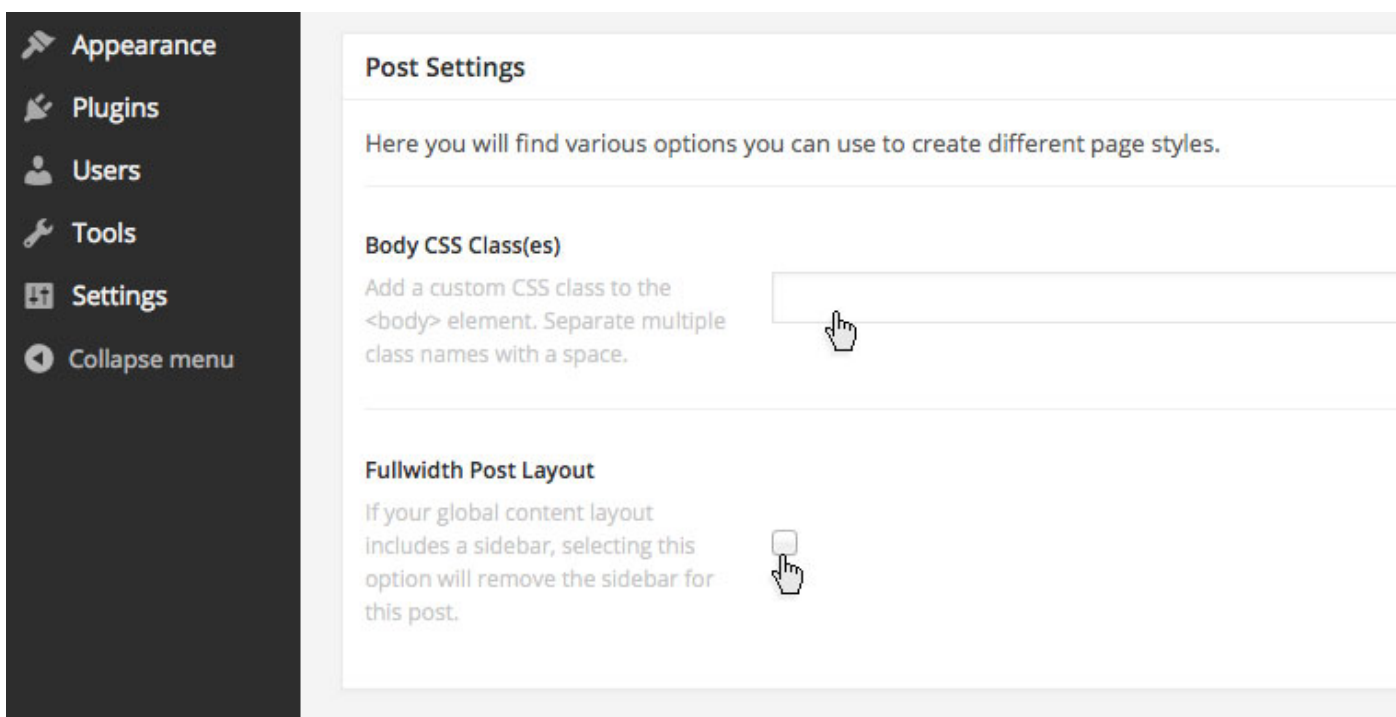 Appearance
Plugins
Users
Tools
Settings
Collapse menu
Post Settings
Here you will find various options you can use to create different page styles.
Body CSS Class(es)
Add a custom CSS class to the
<body> element. Separate multiple
class names with a space.
Fullwidth Post Layout
If your global content layout
includes a sidebar, selecting this
option will remove the sidebar for
this post.